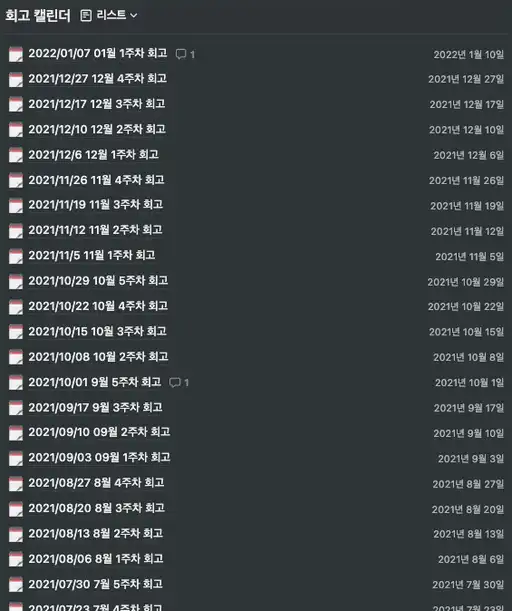 회고 캘린더 리스트
2022/01/07 01월 1주차 회고 1 2022년 1월 10일
2021/12/27 12월 4주차 회고 2021년 12월 27일
2021/12/17 12월 3주차 회고 2021년 12월 17일
2021/12/10 12월 2주차 회고 2021년 12월 10일
2021/12/6 12월 1주차 회고 2021년 12월 6일
2021/11/26 11월 4주차 회고 2021년 11월 26일
2021/11/19 11월 3주차 회고 2021년 11월 19일
2021/11/12 11월 2주차 회고 2021년 11월 12일
2021/11/5 11월 1주차 회고 2021년 11월 5일
2021/10/29 10월 5주차 회고 2021년 10월 29일
2021/10/22 10월 4주차 회고 2021년 10월 22일
2021/10/15 10월 3주차 회고 2021년 10월 15일
2021/10/08 10월 2주차 회고 2021년 10월 8일
2021/10/01 9월 5주차 회고 1 2021년 10월 1일
2021/09/17 9월 3주차 회고 2021년 9월 17일
2021/09/10 09월 2주차 회고 2021년 9월 10일
2021/09/03 09월 1주차 회고 2021년 9월 3일
2021/08/27 8월 4주차 회고 2021년 8월 27일
2021/08/20 8월 3주차 회고 2021년 8월 20일
2021/08/13 8월 2주차 회고 2021년 8월 13일
2021/08/06 8월 1주차 회고 2021년 8월 6일
2021/07/30 7월 5주차 회고 2021년 7월 30일
2021/07/23 7월 4주차 회고 2021년 7월 23일